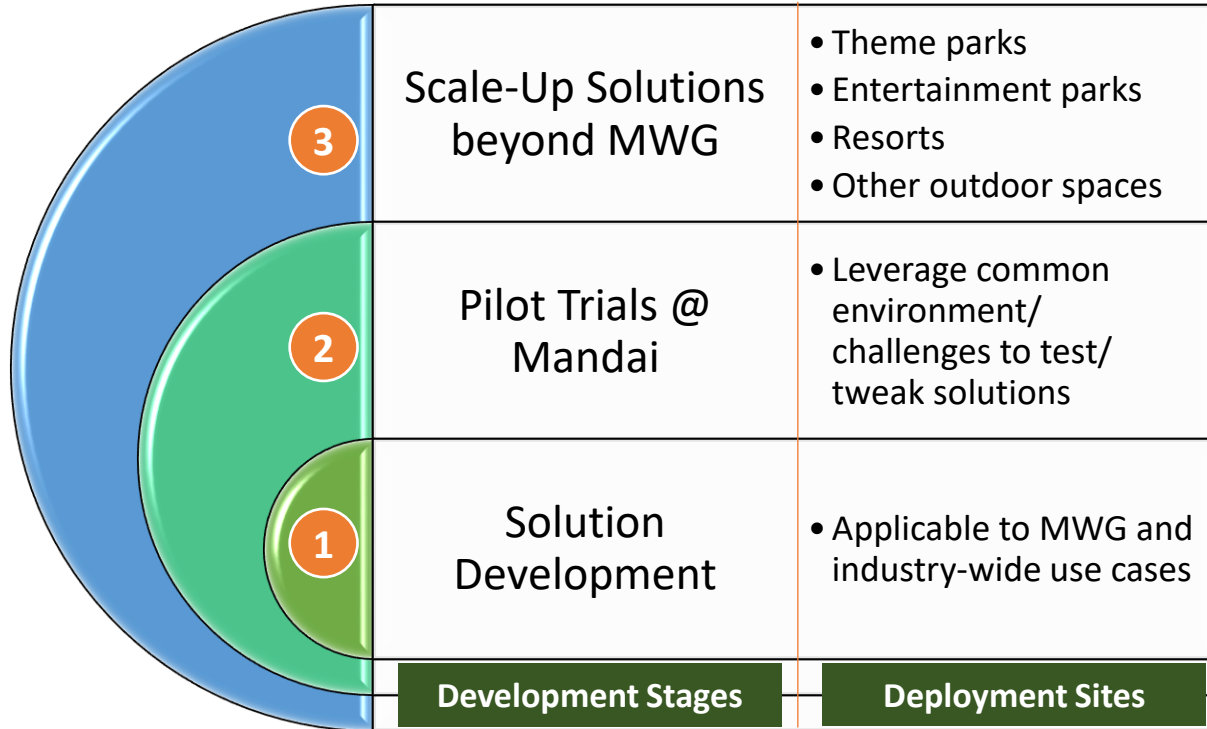 3
Scale-Up Solutions
beyond MWG
• Theme parks
• Entertainment parks
• Resorts
• Other outdoor spaces
2
Pilot Trials @
Mandai
• Leverage common
environment/
challenges to test/
tweak solutions
1
Solution
Development
• Applicable to MWG and
industry-wide use cases
Development Stages
Deployment Sites